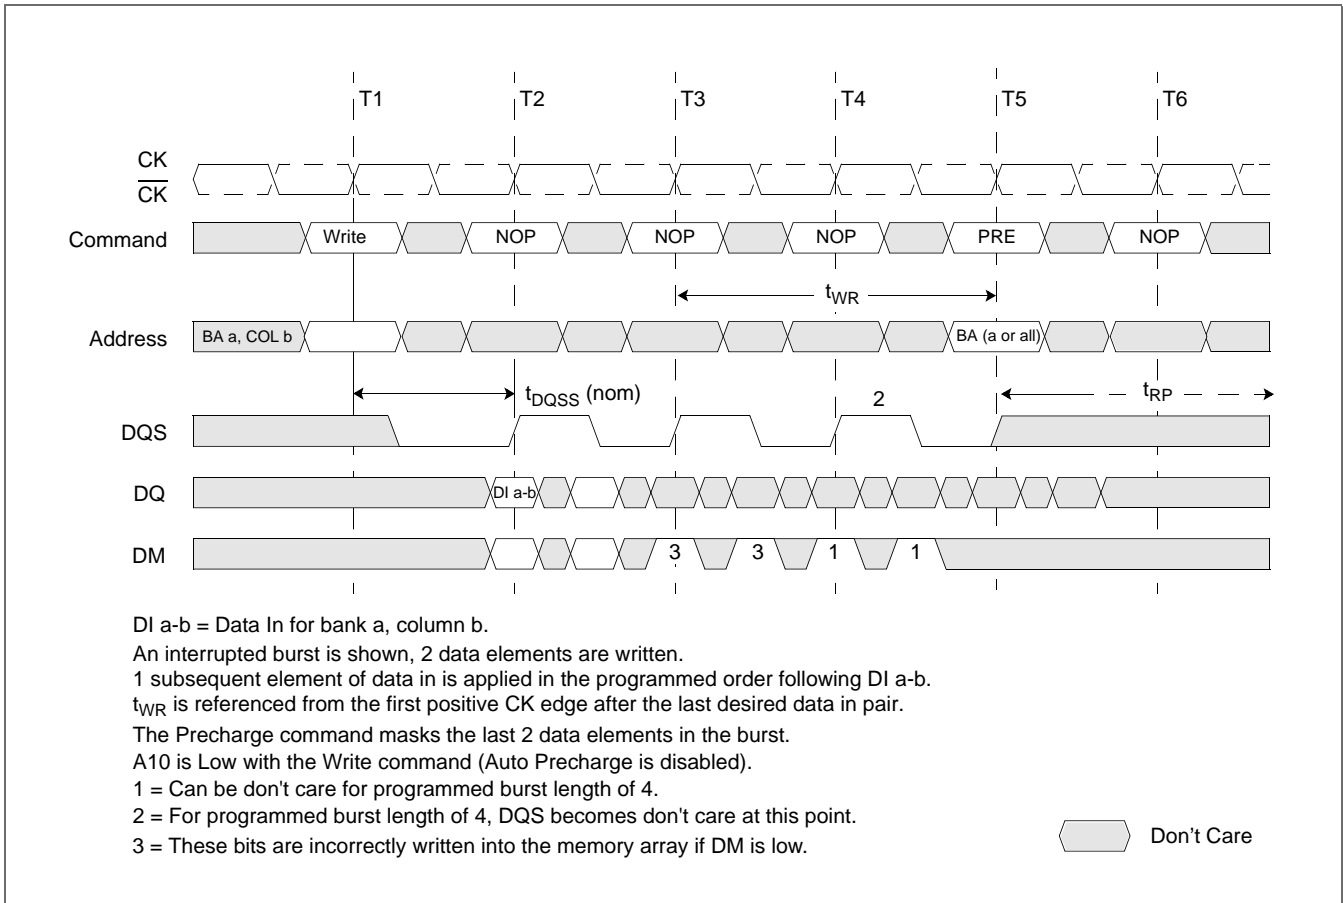 T1 T2 T3 T4 T5 T6
CK
CK
Command Write NOP NOP NOP PRE NOP
tWR
Address BA a, COL b BA (a or all)
tDQSS (nom) 2 tRP
DQS
DQ DI a-b
DM 3 3 1 1
DI a-b = Data In for bank a, column b.
An interrupted burst is shown, 2 data elements are written.
1 subsequent element of data in is applied in the programmed order following DI a-b.
tWR is referenced from the first positive CK edge after the last desired data in pair.
The Precharge command masks the last 2 data elements in the burst.
A10 is Low with the Write command (Auto Precharge is disabled).
1 = Can be don't care for programmed burst length of 4.
2 = For programmed burst length of 4, DQS becomes don't care at this point.
3 = These bits are incorrectly written into the memory array if DM is low.
Don't Care